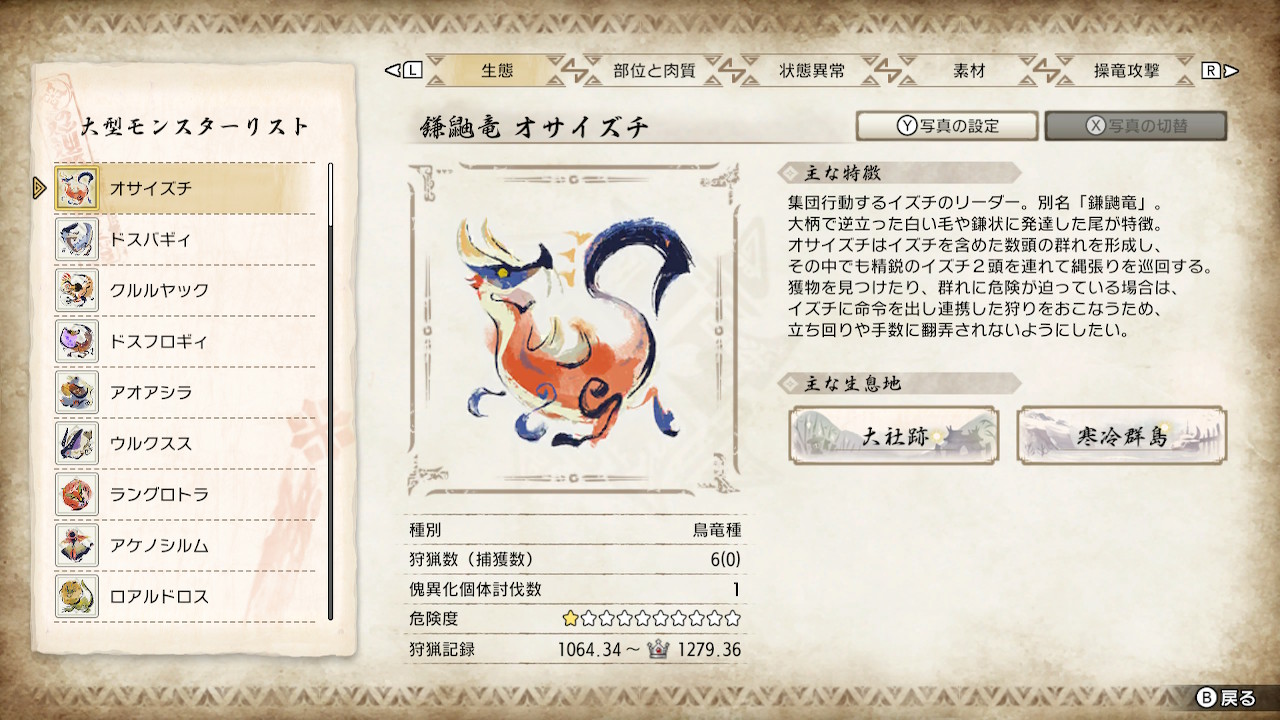 L
生態
部位と肉質
状態異常
素材
操竜攻撃
R
大型モンスターリスト
オサイズチ
ドスバギィ
クルルヤック
ドスフロギィ
アオアシラ
ウルクスス
ラングロトラ
アケノシルム
ロアルドロス
鎌鼬竜 オサイズチ
Y写真の設定
X写真の切替
主な特徴
集団行動するイズチのリーダー。別名「鎌鼬竜」。
大柄で逆立った白い毛や鎌状に発達した尾が特徴。
オサイズチはイズチを含めた数頭の群れを形成し、
その中でも精鋭のイズチ２頭を連れて縄張りを巡回する。
獲物を見つけたり、群れに危険が迫っている場合は、
イズチに命令を出し連携した狩りをおこなうため、
立ち回りや手数に翻弄されないようにしたい。
主な生息地
大社跡
寒冷群島
種別 鳥竜種
狩猟数（捕獲数） 6(0)
傀異化個体討伐数 1
危険度 ★☆☆☆☆☆☆☆☆☆
狩猟記録 1064.34～ 1279.36
B戻る